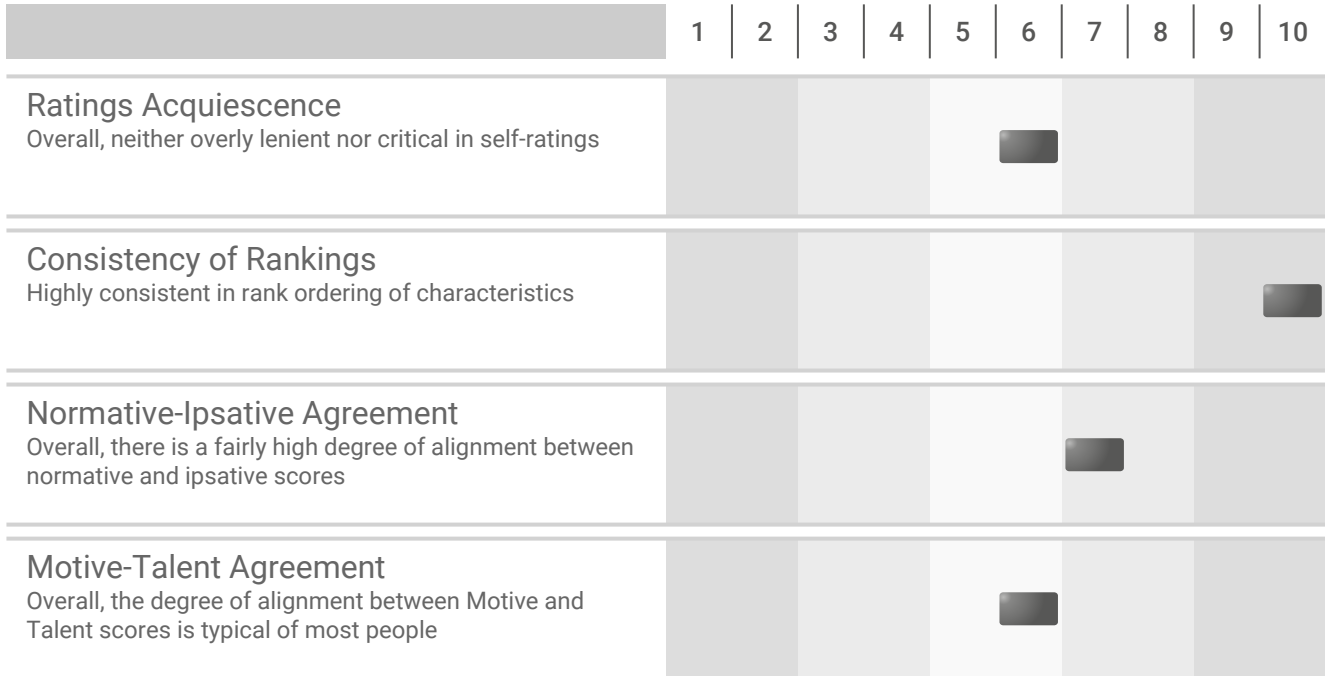 1 2 3 4 5 6 7 8 9 10
Ratings Acquiescence
Overall, neither overly lenient nor critical in self-ratings
Consistency of Rankings
Highly consistent in rank ordering of characteristics
Normative-Ipsative Agreement
Overall, there is a fairly high degree of alignment between
normative and ipsative scores
Motive-Talent Agreement
Overall, the degree of alignment between Motive and
Talent scores is typical of most people